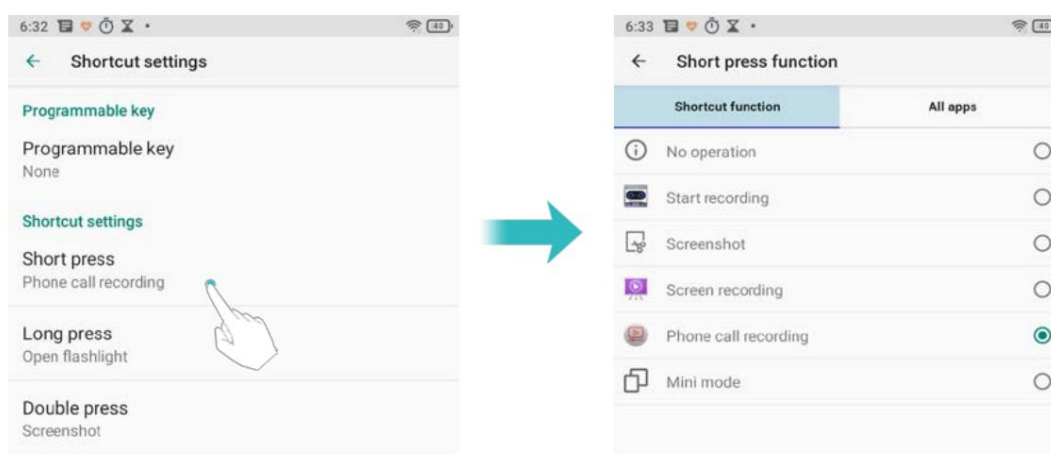 6:32
40
Shortcut settings
Programmable key
Programmable key
None
Shortcut settings
Short press
Phone call recording
Long press
Open flashlight
Double press
Screenshot
6:33
40
Short press function
Shortcut function
All apps
No operation
Start recording
Screenshot
Screen recording
Phone call recording
Mini mode